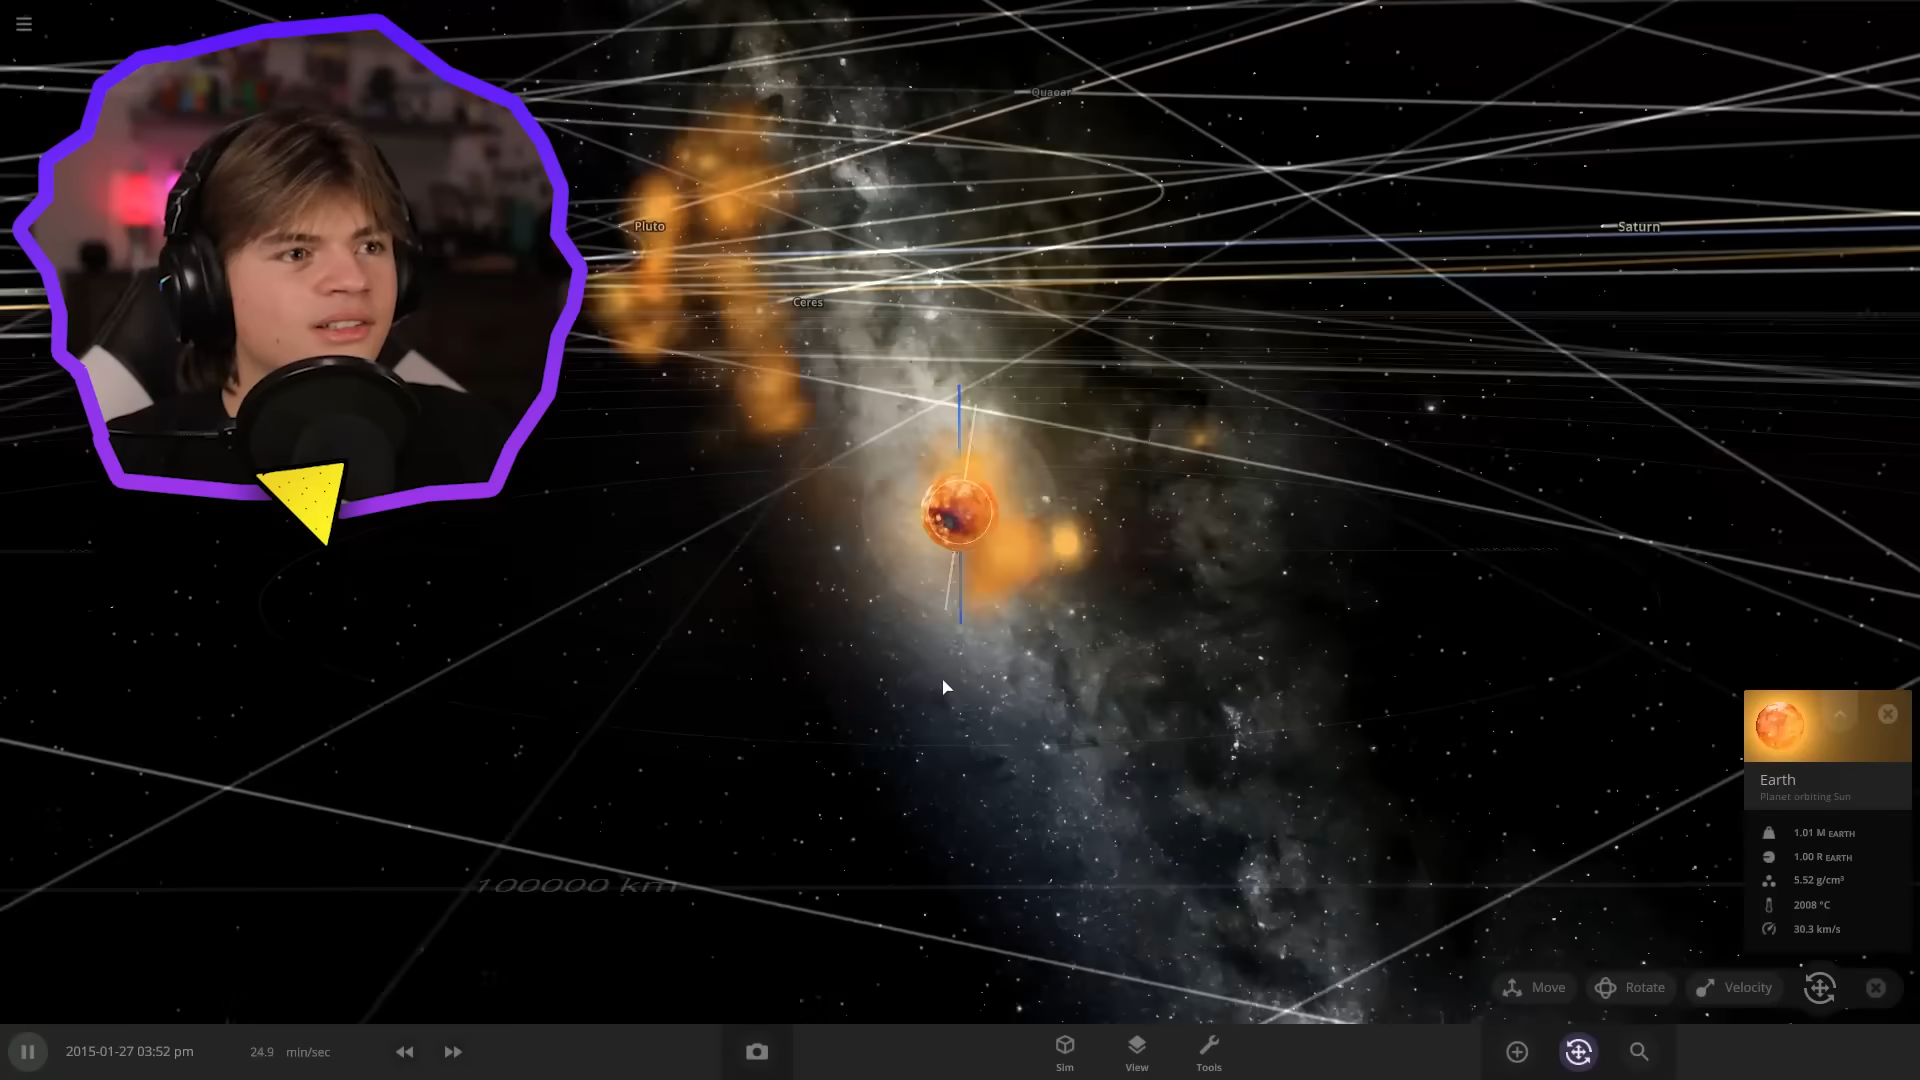 Quaoar
Pluto
Saturn
Ceres
100000 km
Earth
Planet orbiting Sun
1.01 M EARTH
1.00 R EARTH
5.52 g/cm³
2008 °C
30.3 km/s
Move
Rotate
Velocity
2015-01-27 03:52 pm
24.9 min/sec
Sim
View
Tools